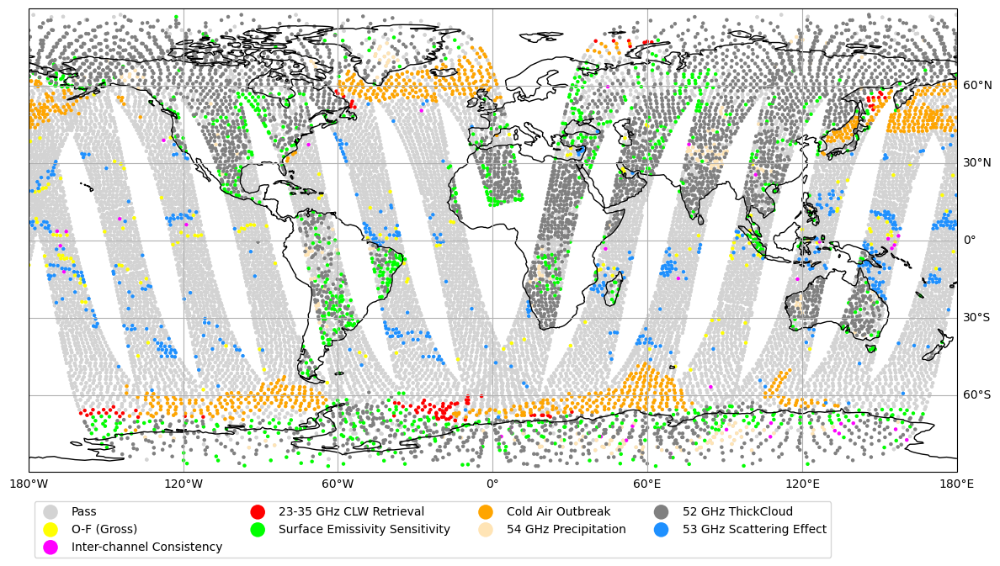 60°N
30°N
0°
30°S
60°S
180°W 120°W 60°W 0° 60°E 120°E 180°E
Pass 23-35 GHz CLW Retrieval Cold Air Outbreak 52 GHz ThickCloud
O-F (Gross) Surface Emissivity Sensitivity 54 GHz Precipitation 53 GHz Scattering Effect
Inter-channel Consistency